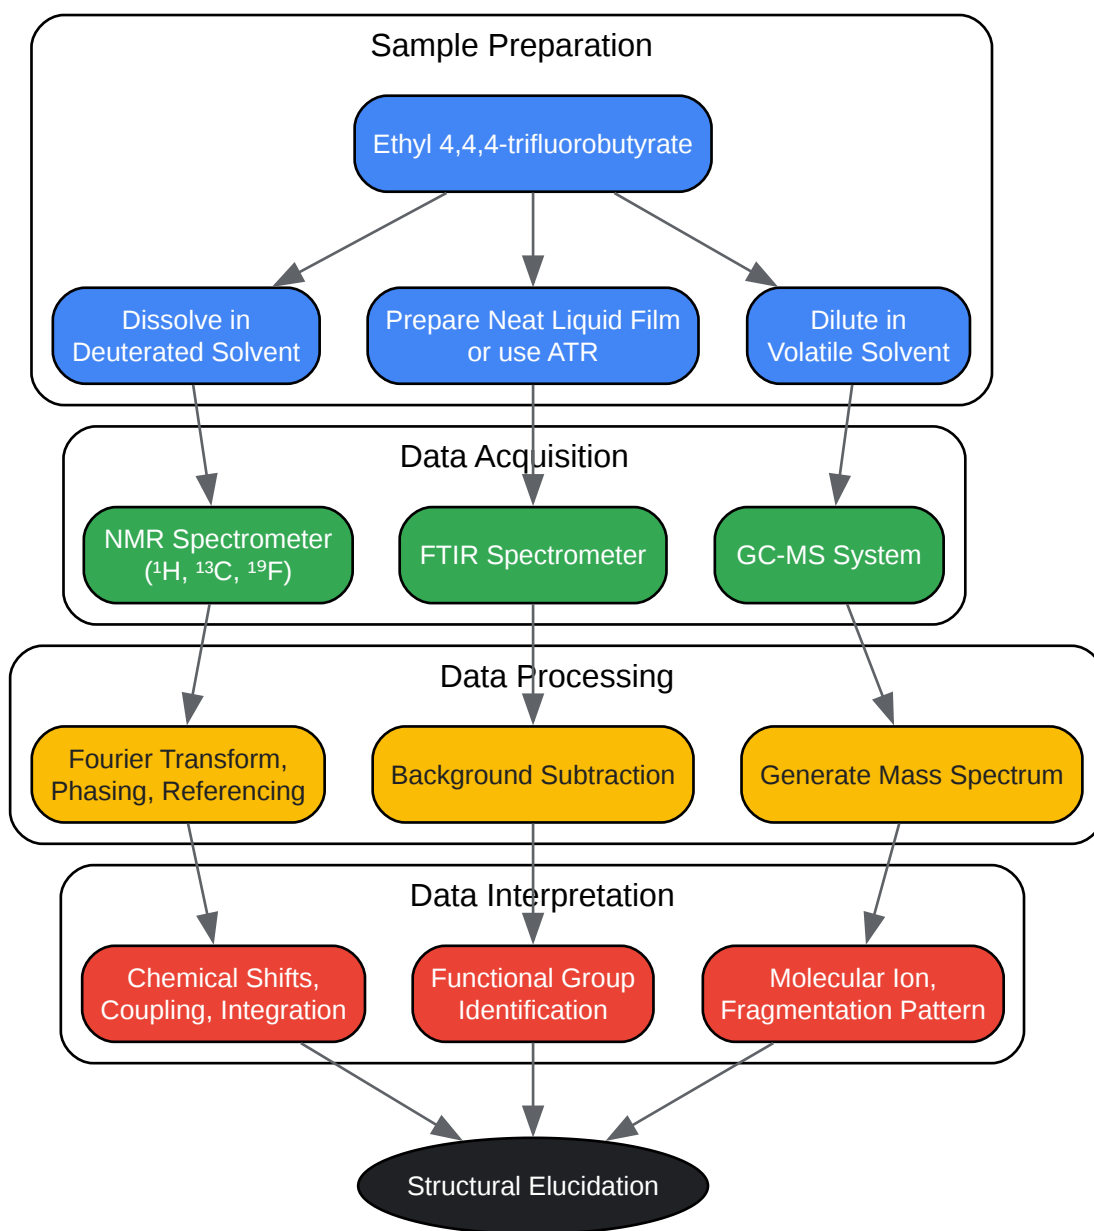 Sample Preparation
Ethyl 4,4,4-trifluorobutyrate
Dissolve in
Deuterated Solvent
Prepare Neat Liquid Film
or use ATR
Dilute in
Volatile Solvent
Data Acquisition
NMR Spectrometer
(¹H, ¹³C, ¹⁹F)
FTIR Spectrometer
GC-MS System
Data Processing
Fourier Transform,
Phasing, Referencing
Background Subtraction
Generate Mass Spectrum
Data Interpretation
Chemical Shifts,
Coupling, Integration
Functional Group
Identification
Molecular Ion,
Fragmentation Pattern
Structural Elucidation